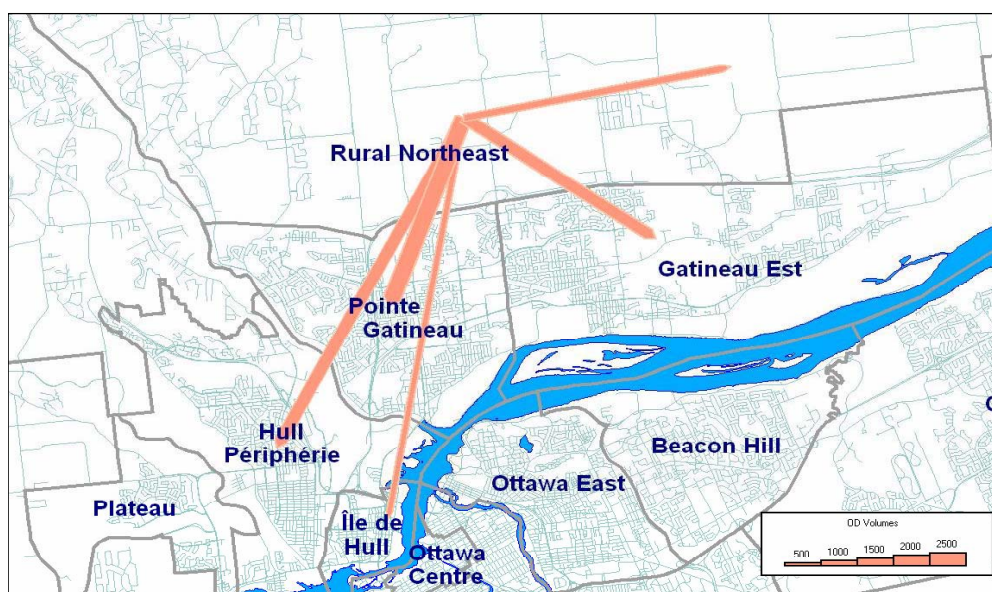 Rural Northeast
Gatineau Est
Pointe
Gatineau
Hull
Périphérie
Beacon Hill
Ottawa East
Plateau
Île de
Hull
Ottawa
Centre
OD Volumes
500 1000 1500 2000 2500